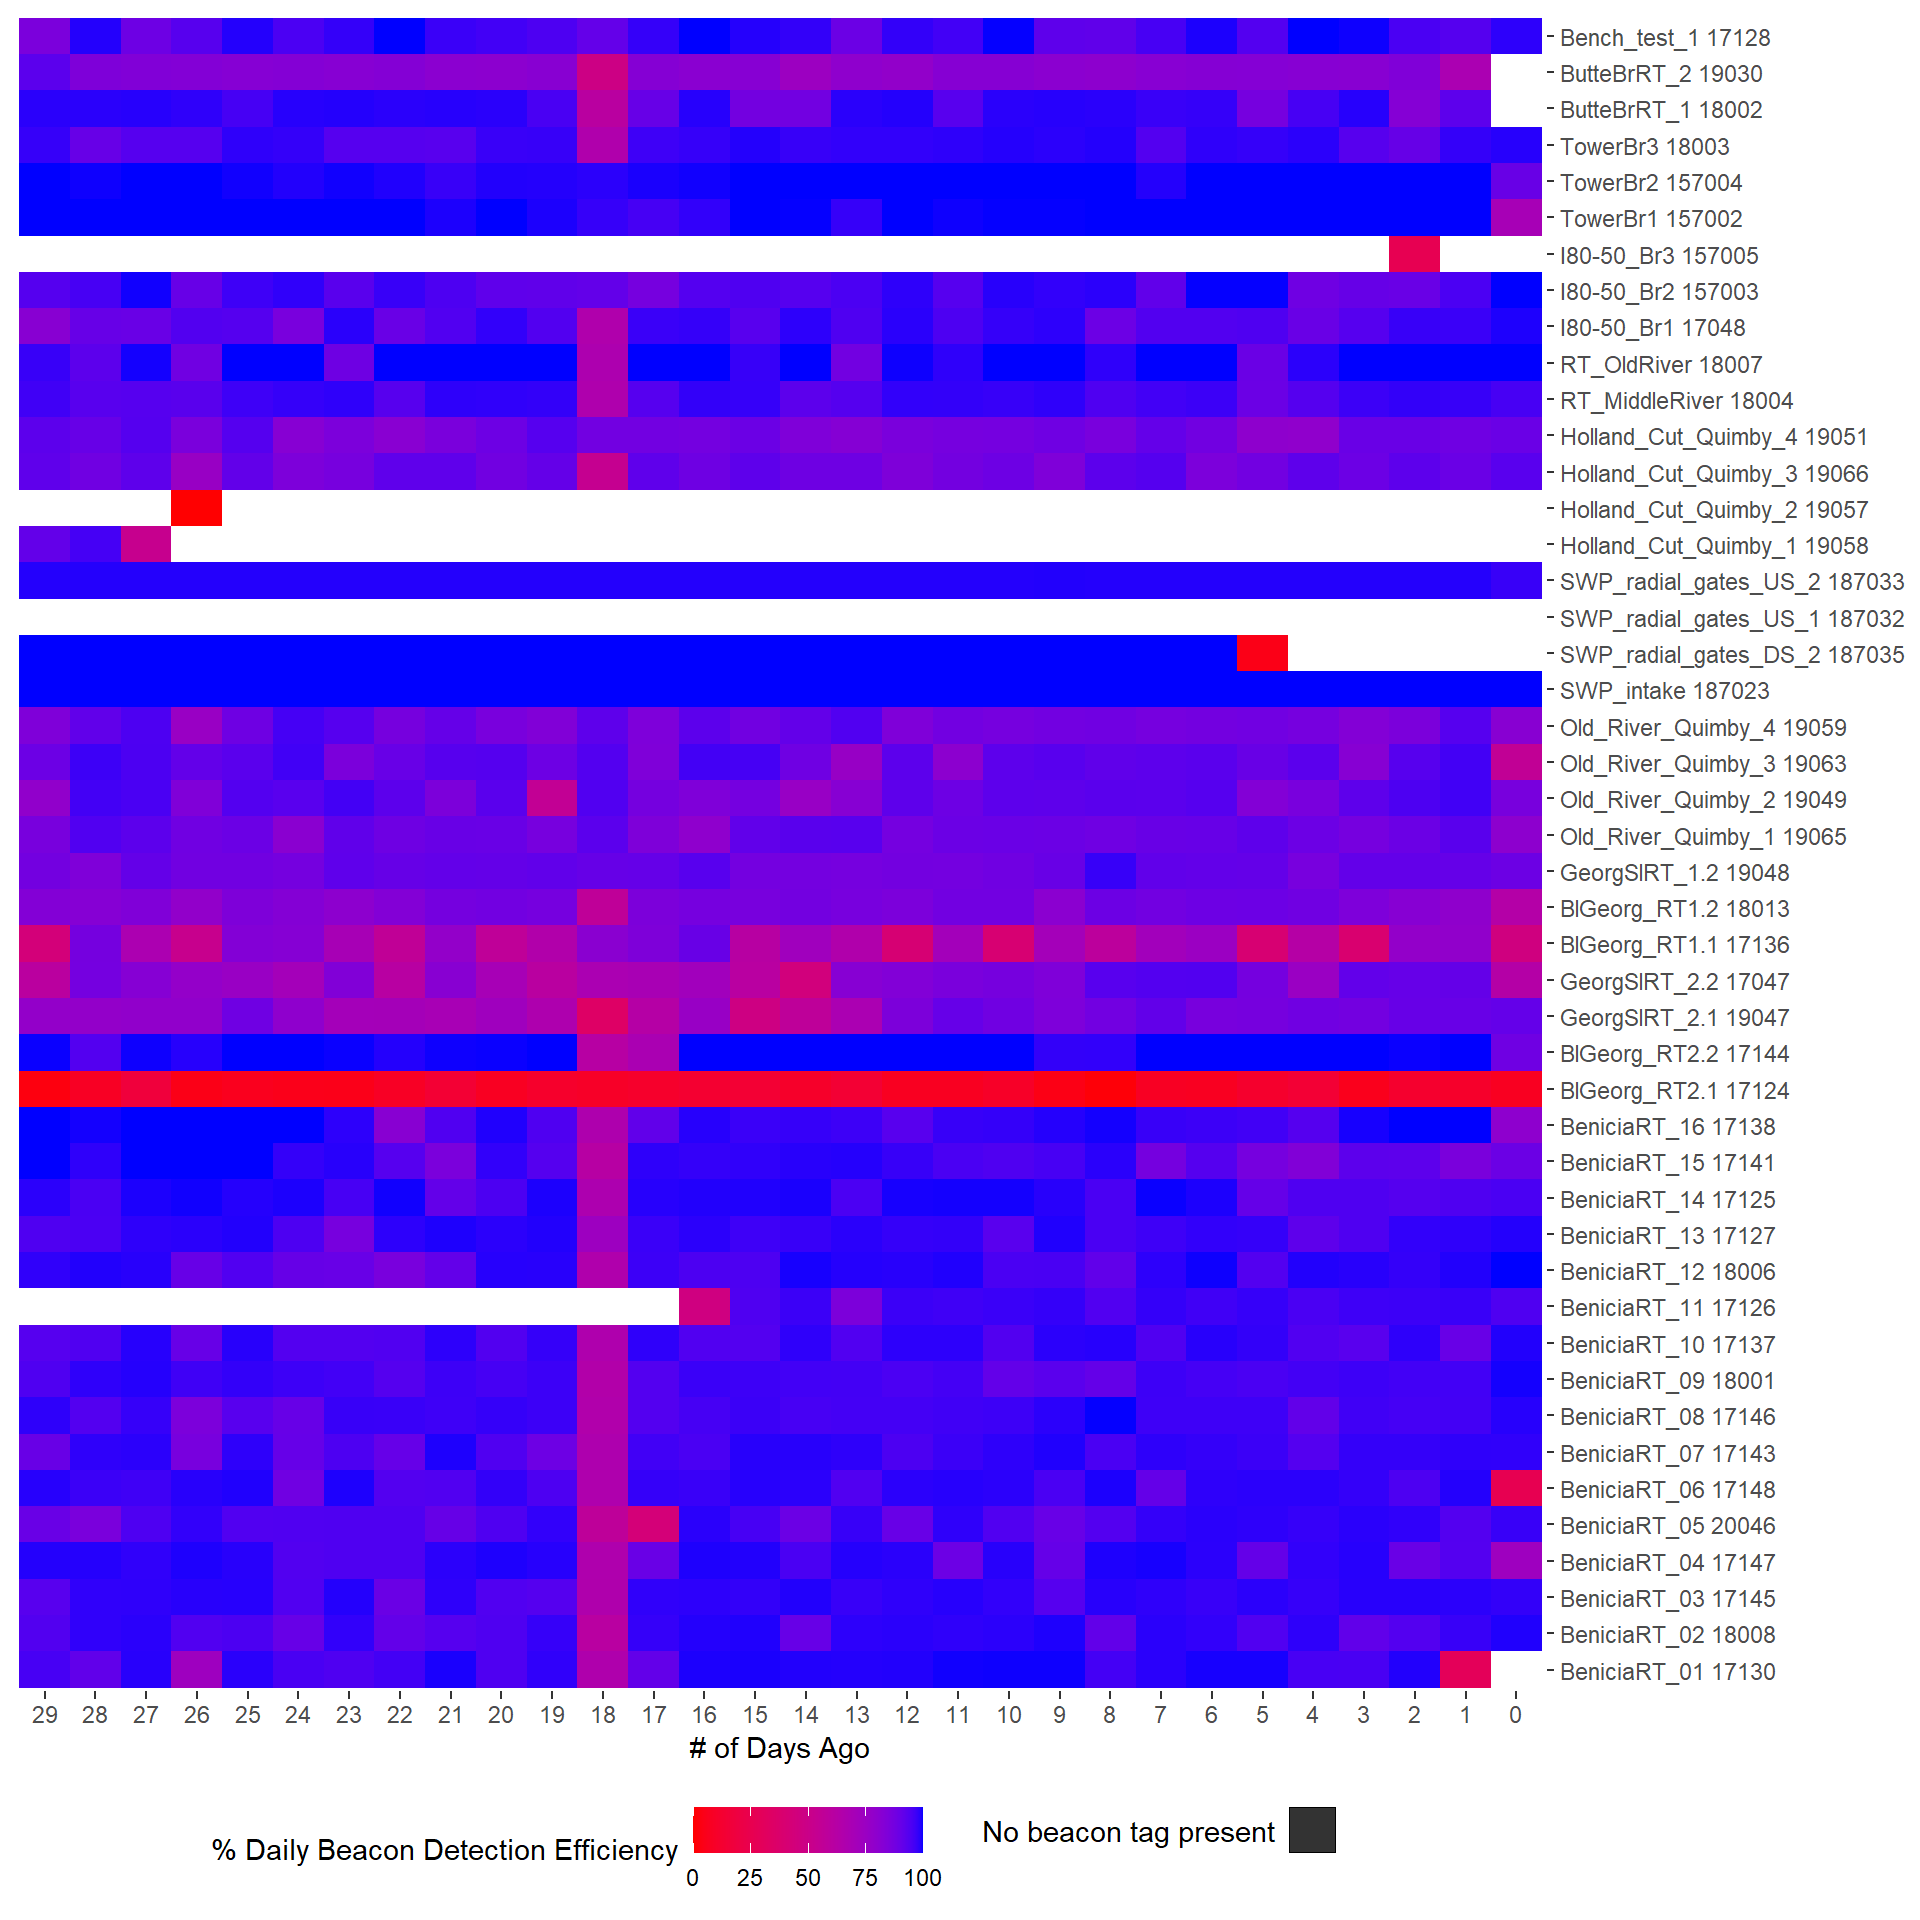 Bench_test_1 17128
ButteBrRT_2 19030
ButteBrRT_1 18002
TowerBr3 18003
TowerBr2 157004
TowerBr1 157002
I80-50_Br3 157005
I80-50_Br2 157003
I80-50_Br1 17048
RT_OldRiver 18007
RT_MiddleRiver 18004
Holland_Cut_Quimby_4 19051
Holland_Cut_Quimby_3 19066
Holland_Cut_Quimby_2 19057
Holland_Cut_Quimby_1 19058
SWP_radial_gates_US_2 187033
SWP_radial_gates_US_1 187032
SWP_radial_gates_DS_2 187035
SWP_intake 187023
Old_River_Quimby_4 19059
Old_River_Quimby_3 19063
Old_River_Quimby_2 19049
Old_River_Quimby_1 19065
GeorgSlRT_1.2 19048
BlGeorg_RT1.2 18013
BlGeorg_RT1.1 17136
GeorgSlRT_2.2 17047
GeorgSlRT_2.1 19047
BlGeorg_RT2.2 17144
BlGeorg_RT2.1 17124
BeniciaRT_16 17138
BeniciaRT_15 17141
BeniciaRT_14 17125
BeniciaRT_13 17127
BeniciaRT_12 18006
BeniciaRT_11 17126
BeniciaRT_10 17137
BeniciaRT_09 18001
BeniciaRT_08 17146
BeniciaRT_07 17143
BeniciaRT_06 17148
BeniciaRT_05 20046
BeniciaRT_04 17147
BeniciaRT_03 17145
BeniciaRT_02 18008
BeniciaRT_01 17130
29 28 27 26 25 24 23 22 21 20 19 18 17 16 15 14 13 12 11 10 9 8 7 6 5 4 3 2 1 0
# of Days Ago
% Daily Beacon Detection Efficiency
0 25 50 75 100
No beacon tag present